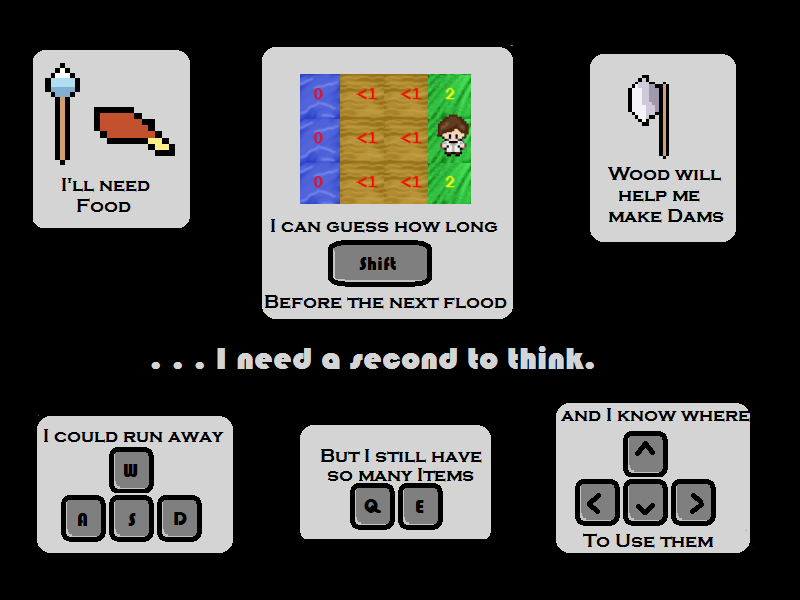 I'll need
Food
0 <1 <1 2
0 <1 <1
0 <1 <1 2
I can guess how long
Shift
Before the next flood
Wood will
help me
make Dams
. . . I need a second to think.
I could run away
W
A S D
But I still have
so many Items
Q E
and I know where
^
< v >
To Use them